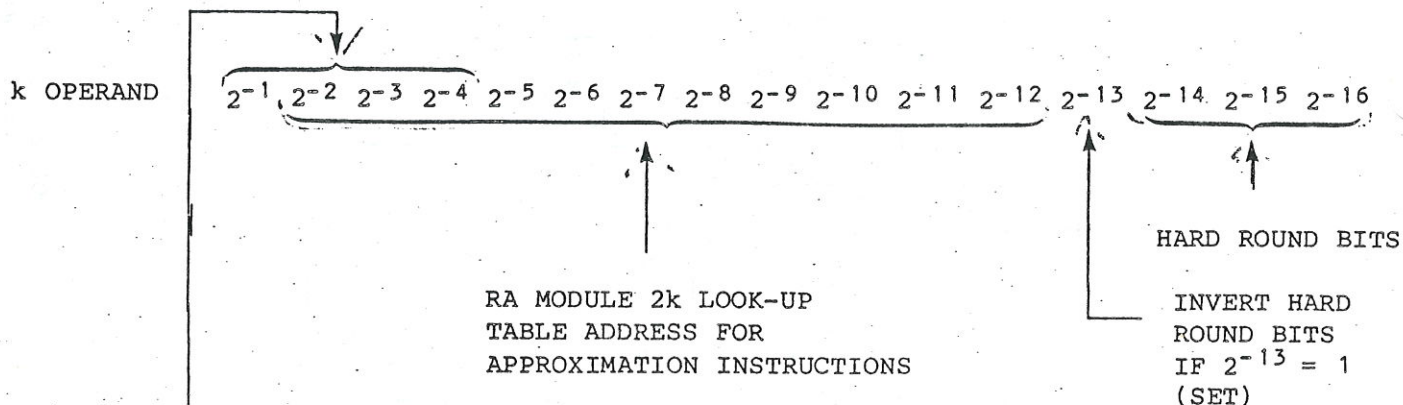 k OPERAND 2-1 2-2 2-3 2-4 2-5 2-6 2-7 2-8 2-9 2-10 2-11 2-12 2-13 2-14 2-15 2-16
HARD ROUND BITS
RA MODULE 2k LOOK-UP
TABLE ADDRESS FOR
APPROXIMATION INSTRUCTIONS
INVERT HARD
ROUND BITS
IF 2-13 = 1
(SET)